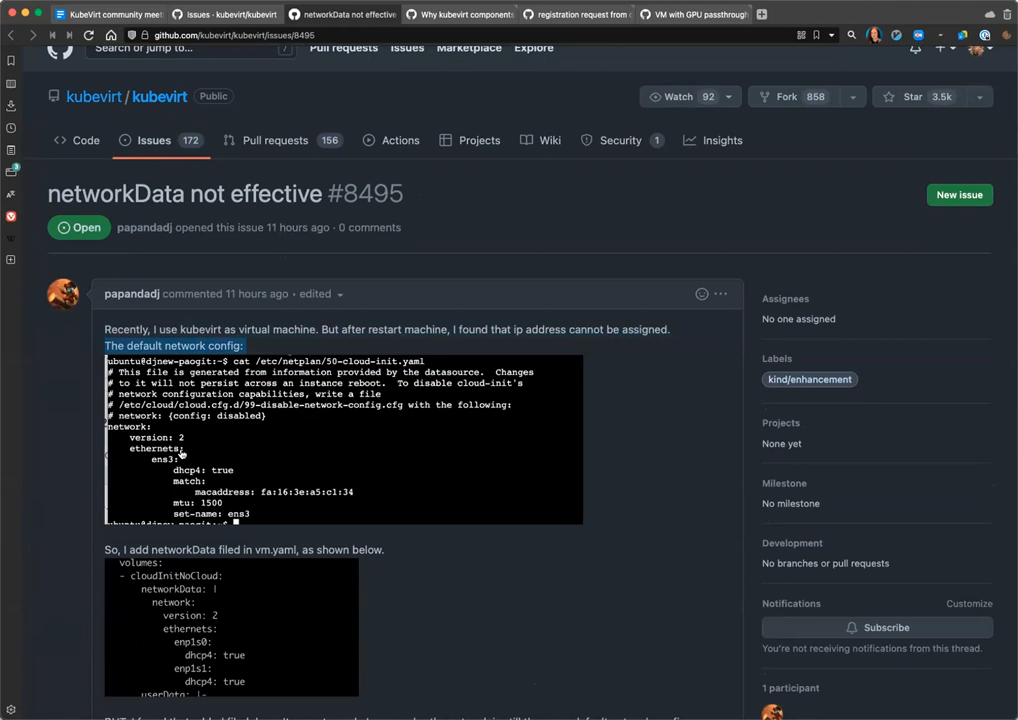 KubeVirt community meet
Issues · kubevirt/kubevirt
networkData not effective
Why kubevirt components
registration request from c
VM with GPU passthrough
github.com/kubevirt/kubevirt/issues/8495
Search or jump to...
/
Pull requests
Issues
Marketplace
Explore
kubevirt / kubevirt
Public
Watch 92
Fork 858
Star 3.5k
Code
Issues 172
Pull requests 156
Actions
Projects
Wiki
Security 1
Insights
networkData not effective #8495
New issue
Open
papandadj opened this issue 11 hours ago · 0 comments
papandadj commented 11 hours ago • edited
Recently, I use kubevirt as virtual machine. But after restart machine, I found that ip address cannot be assigned.
The default network config:
ubuntu@djnew-paogit:~$ cat /etc/netplan/50-cloud-init.yaml
# This file is generated from information provided by the datasource. Changes
# to it will not persist across an instance reboot. To disable cloud-init's
# network configuration capabilities, write a file
# /etc/cloud/cloud.cfg.d/99-disable-network-config.cfg with the following:
# network: {config: disabled}
network:
version: 2
ethernets:
ens3:
dhcp4: true
match:
macaddress: fa:16:3e:a5:c1:34
mtu: 1500
set-name: ens3
ubuntu@djnew-paogit:~$
So, I add networkData filed in vm.yaml, as shown below.
volumes:
- cloudInitNoCloud:
networkData: |
network:
version: 2
ethernets:
enp1s0:
dhcp4: true
enp1s1:
dhcp4: true
userData: |-
Assignees
No one assigned
Labels
kind/enhancement
Projects
None yet
Milestone
No milestone
Development
No branches or pull requests
Notifications
Customize
Subscribe
You're not receiving notifications from this thread.
1 participant